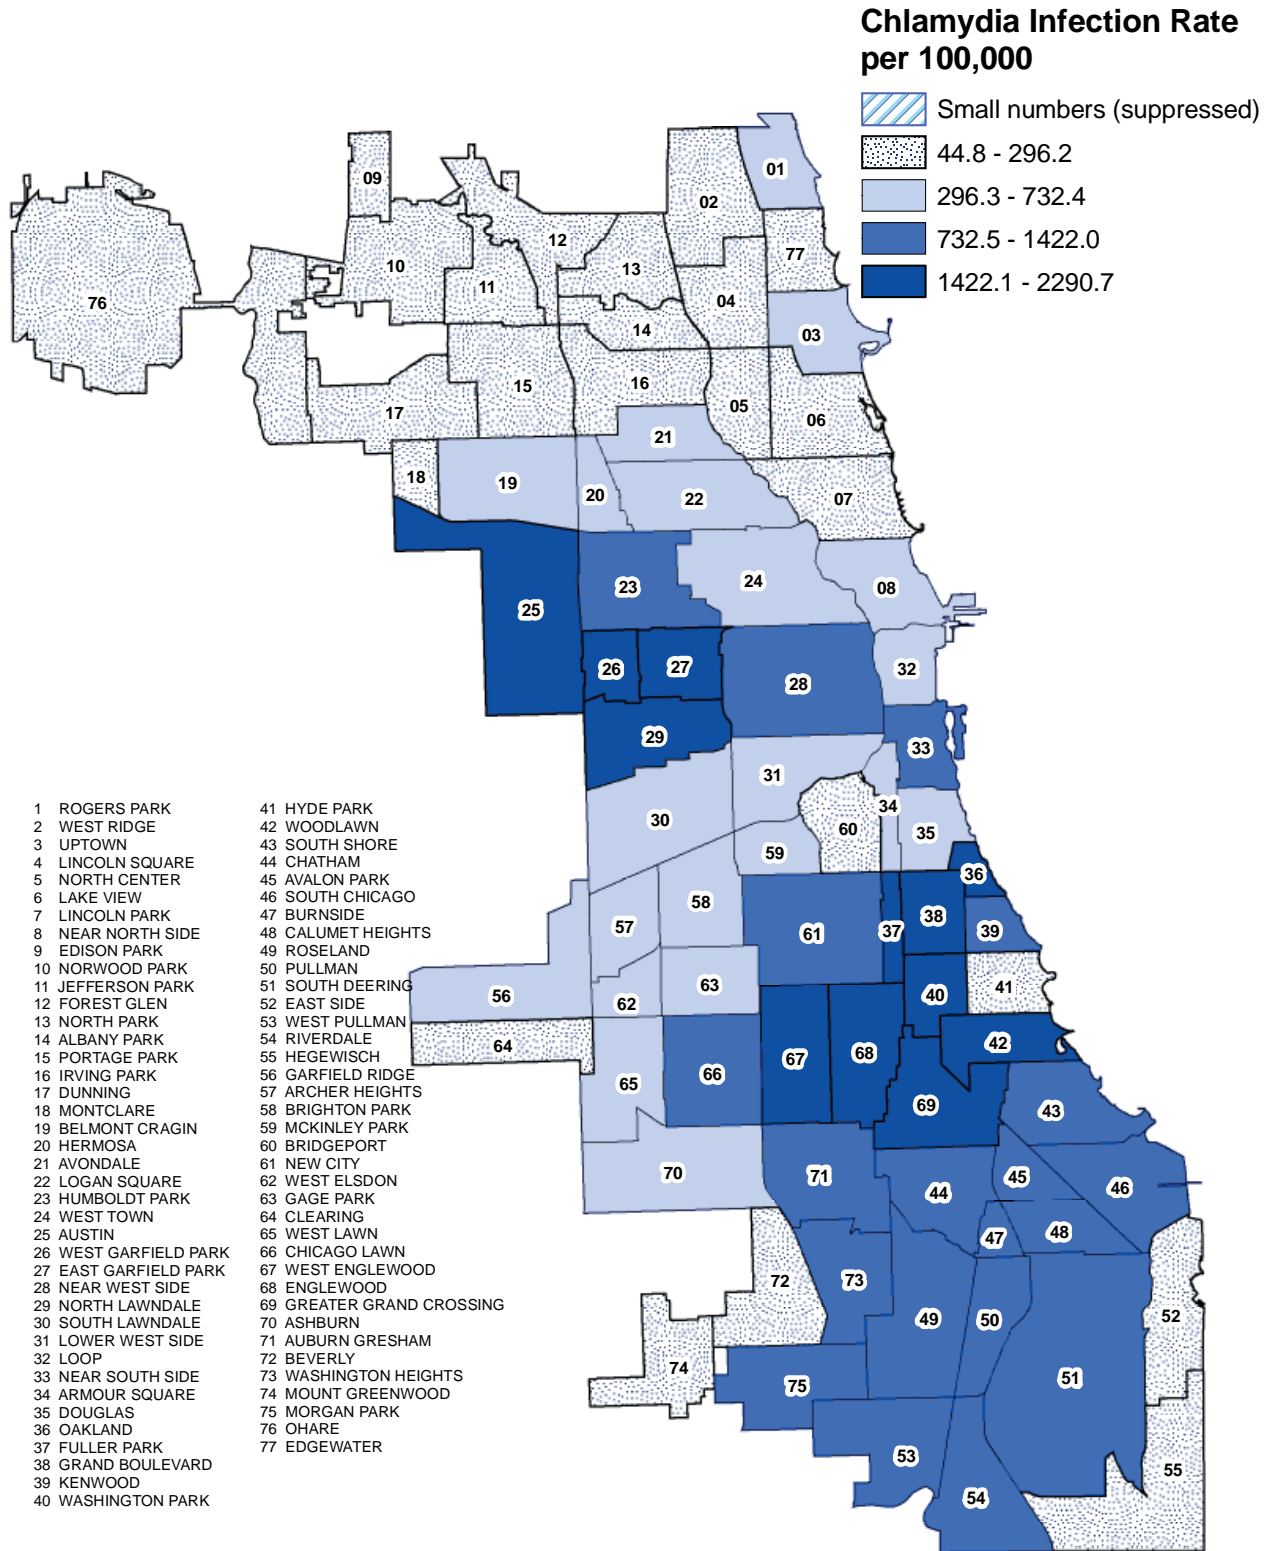 Chlamydia Infection Rate
per 100,000
Small numbers (suppressed)
44.8 - 296.2
296.3 - 732.4
732.5 - 1422.0
1422.1 - 2290.7
01
09
02
12
77
10
13
11
04
76
14
03
15
16
05
17
06
21
18
19
20
22
07
23
24
08
25
26
27
32
28
29
33
31
34
30
60
35
59
36
58
38
57
61
37
39
63
41
56
62
40
64
42
67
68
65
66
69
43
70
71
45
46
44
47
48
72
73
52
49
50
74
51
75
53
55
54
1 ROGERS PARK
2 WEST RIDGE
3 UPTOWN
4 LINCOLN SQUARE
5 NORTH CENTER
6 LAKE VIEW
7 LINCOLN PARK
8 NEAR NORTH SIDE
9 EDISON PARK
10 NORWOOD PARK
11 JEFFERSON PARK
12 FOREST GLEN
13 NORTH PARK
14 ALBANY PARK
15 PORTAGE PARK
16 IRVING PARK
17 DUNNING
18 MONTCLARE
19 BELMONT CRAGIN
20 HERMOSA
21 AVONDALE
22 LOGAN SQUARE
23 HUMBOLDT PARK
24 WEST TOWN
25 AUSTIN
26 WEST GARFIELD PARK
27 EAST GARFIELD PARK
28 NEAR WEST SIDE
29 NORTH LAWNDALE
30 SOUTH LAWNDALE
31 LOWER WEST SIDE
32 LOOP
33 NEAR SOUTH SIDE
34 ARMOUR SQUARE
35 DOUGLAS
36 OAKLAND
37 FULLER PARK
38 GRAND BOULEVARD
39 KENWOOD
40 WASHINGTON PARK
41 HYDE PARK
42 WOODLAWN
43 SOUTH SHORE
44 CHATHAM
45 AVALON PARK
46 SOUTH CHICAGO
47 BURNSIDE
48 CALUMET HEIGHTS
49 ROSELAND
50 PULLMAN
51 SOUTH DEERING
52 EAST SIDE
53 WEST PULLMAN
54 RIVERDALE
55 HEGEWISCH
56 GARFIELD RIDGE
57 ARCHER HEIGHTS
58 BRIGHTON PARK
59 MCKINLEY PARK
60 BRIDGEPORT
61 NEW CITY
62 WEST ELSDON
63 GAGE PARK
64 CLEARING
65 WEST LAWN
66 CHICAGO LAWN
67 WEST ENGLEWOOD
68 ENGLEWOOD
69 GREATER GRAND CROSSING
70 ASHBURN
71 AUBURN GRESHAM
72 BEVERLY
73 WASHINGTON HEIGHTS
74 MOUNT GREENWOOD
75 MORGAN PARK
76 OHARE
77 EDGEWATER